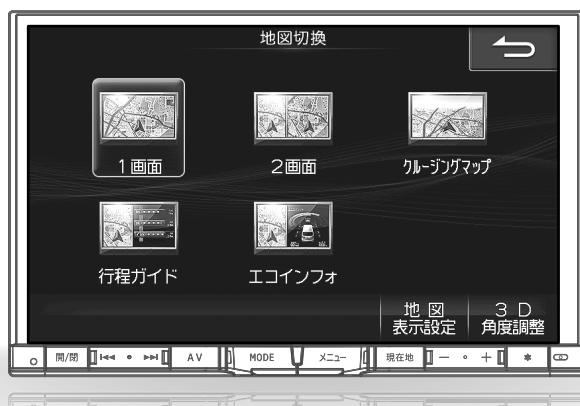 地図切換
1画面
2画面
クルージングマップ
行程ガイド
エコインフォ
地 図
表示設定
3 D
角度調整
開/閉
AV
MODE
メニュー
現在地
− +
✱